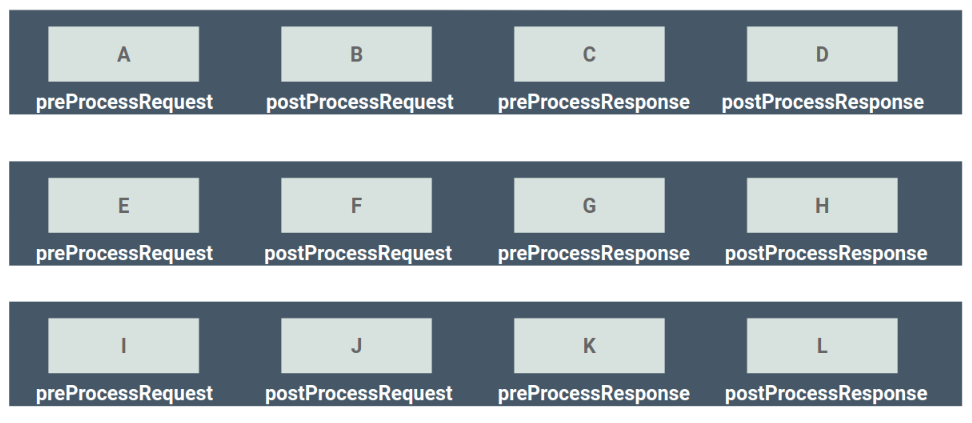 A B C D
preProcessRequest postProcessRequest preProcessResponse postProcessResponse
E F G H
preProcessRequest postProcessRequest preProcessResponse postProcessResponse
I J K L
preProcessRequest postProcessRequest preProcessResponse postProcessResponse